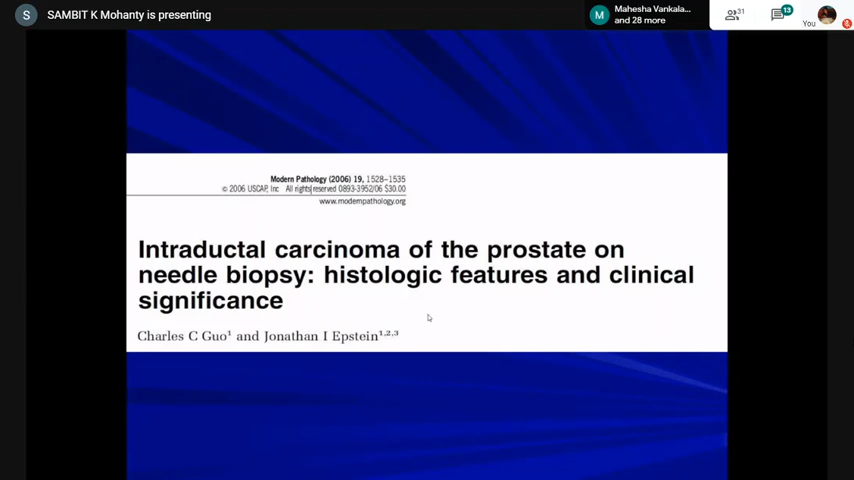 S SAMBIT K Mohanty is presenting
M Mahesha Vankala...
and 28 more
31
13
You
Modern Pathology (2006) 19, 1528–1535
© 2006 USCAP, Inc All rights reserved 0893-3952/06 $30.00
www.modernpathology.org
Intraductal carcinoma of the prostate on
needle biopsy: histologic features and clinical
significance
Charles C Guo¹ and Jonathan I Epstein¹,²,³